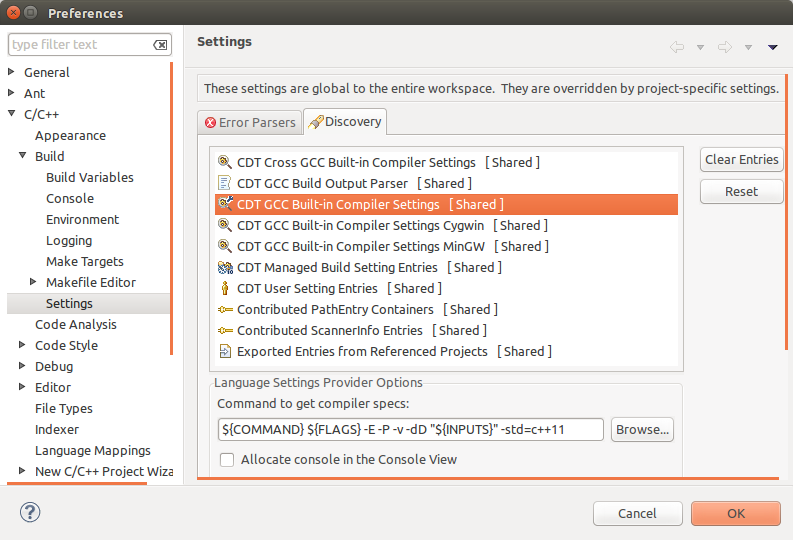 Preferences
type filter text
General
Ant
C/C++
Appearance
Build
Build Variables
Console
Environment
Logging
Make Targets
Makefile Editor
Settings
Code Analysis
Code Style
Debug
Editor
File Types
Indexer
Language Mappings
New C/C++ Project Wiza
Settings
These settings are global to the entire workspace.  They are overridden by project-specific settings.
Error Parsers
Discovery
CDT Cross GCC Built-in Compiler Settings   [ Shared ]
CDT GCC Build Output Parser   [ Shared ]
CDT GCC Built-in Compiler Settings   [ Shared ]
CDT GCC Built-in Compiler Settings Cygwin   [ Shared ]
CDT GCC Built-in Compiler Settings MinGW   [ Shared ]
CDT Managed Build Setting Entries   [ Shared ]
CDT User Setting Entries   [ Shared ]
Contributed PathEntry Containers   [ Shared ]
Contributed ScannerInfo Entries   [ Shared ]
Exported Entries from Referenced Projects   [ Shared ]
Clear Entries
Reset
Language Settings Provider Options
Command to get compiler specs:
${COMMAND} ${FLAGS} -E -P -v -dD "${INPUTS}" -std=c++11
Browse...
Allocate console in the Console View
?
Cancel
OK